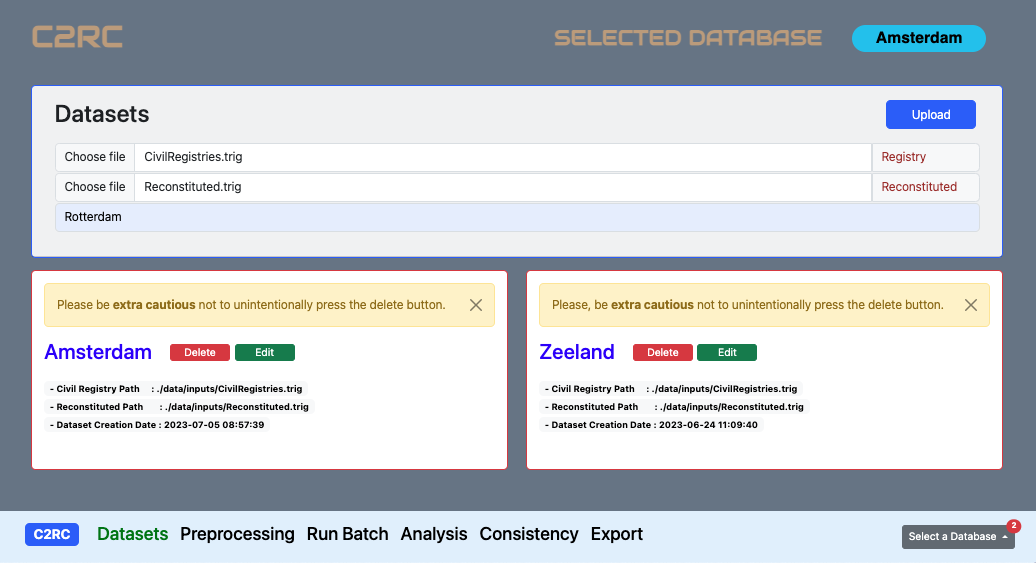 C2RC
SELECTED DATABASE
Amsterdam
Datasets
Upload
Choose file CivilRegistries.trig Registry
Choose file Reconstituted.trig Reconstituted
Rotterdam
Please be extra cautious not to unintentionally press the delete button.
Amsterdam Delete Edit
- Civil Registry Path : ./data/inputs/CivilRegistries.trig
- Reconstituted Path : ./data/inputs/Reconstituted.trig
- Dataset Creation Date : 2023-07-05 08:57:39
Please, be extra cautious not to unintentionally press the delete button.
Zeeland Delete Edit
- Civil Registry Path : ./data/inputs/CivilRegistries.trig
- Reconstituted Path : ./data/inputs/Reconstituted.trig
- Dataset Creation Date : 2023-06-24 11:09:40
C2RC Datasets Preprocessing Run Batch Analysis Consistency Export
Select a Database 2